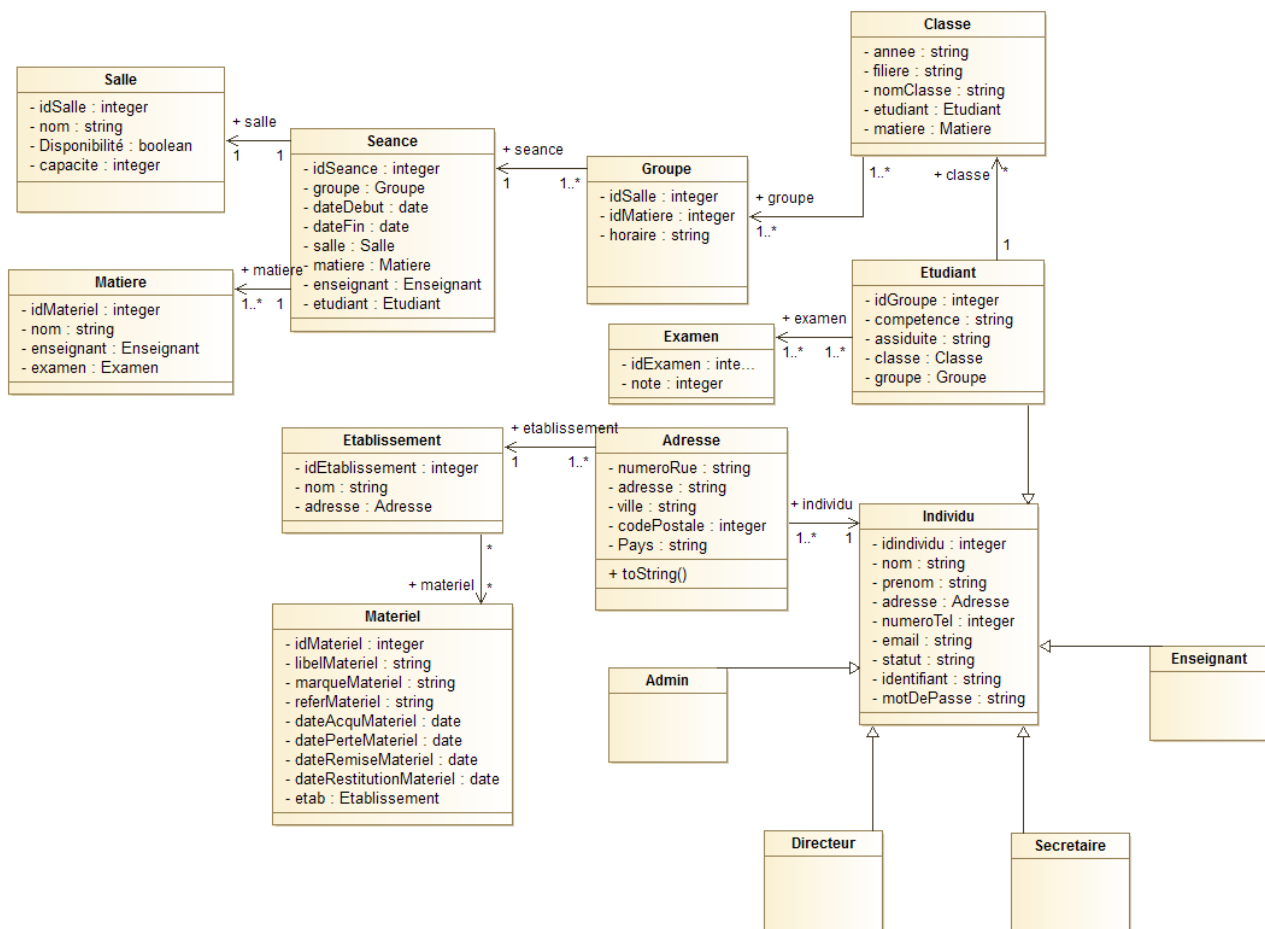 Classe
- annee : string
- filiere : string
- nomClasse : string
- etudiant : Etudiant
- matiere : Matiere
Salle
- idSalle : integer
- nom : string
- Disponibilité : boolean
- capacite : integer
+ salle
1
1
Seance
- idSeance : integer
- groupe : Groupe
- dateDebut : date
- dateFin : date
- salle : Salle
- matiere : Matiere
- enseignant : Enseignant
- etudiant : Etudiant
+ seance
1
1..*
Groupe
- idSalle : integer
- idMatiere : integer
- horaire : string
+ groupe
1..*
1..*
+ classe
*
1
+ matiere
1..*
1
Matiere
- idMateriel : integer
- nom : string
- enseignant : Enseignant
- examen : Examen
Etudiant
- idGroupe : integer
- competence : string
- assiduite : string
- classe : Classe
- groupe : Groupe
+ examen
1..*
1..*
Examen
- idExamen : inte...
- note : integer
Etablissement
- idEtablissement : integer
- nom : string
- adresse : Adresse
+ etablissement
1
1..*
Adresse
- numeroRue : string
- adresse : string
- ville : string
- codePostale : integer
- Pays : string
+ toString()
+ individu
1..*
1
Individu
- idindividu : integer
- nom : string
- prenom : string
- adresse : Adresse
- numeroTel : integer
- email : string
- statut : string
- identifiant : string
- motDePasse : string
*
+ materiel
*
Materiel
- idMateriel : integer
- libelMateriel : string
- marqueMateriel : string
- referMateriel : string
- dateAcquMateriel : date
- datePerteMateriel : date
- dateRemiseMateriel : date
- dateRestitutionMateriel : date
- etab : Etablissement
Admin
Enseignant
Directeur
Secretaire